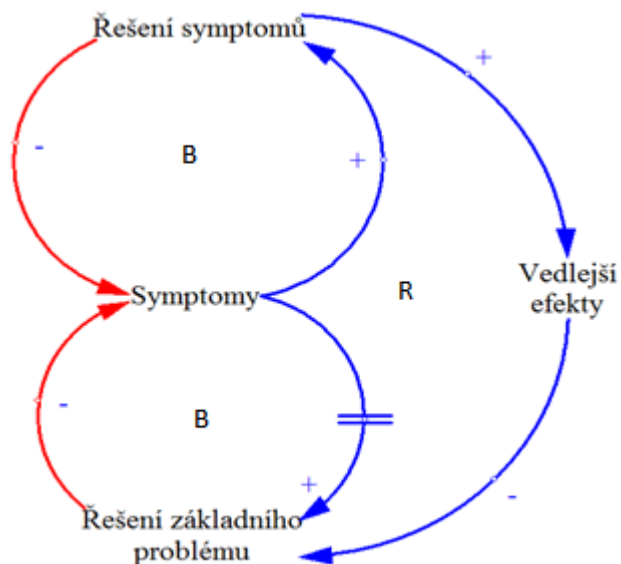 Řešení symptomů
+
-
B
+
Symptomy
R
Vedlejší
efekty
-
B
+
-
Řešení základního
problému